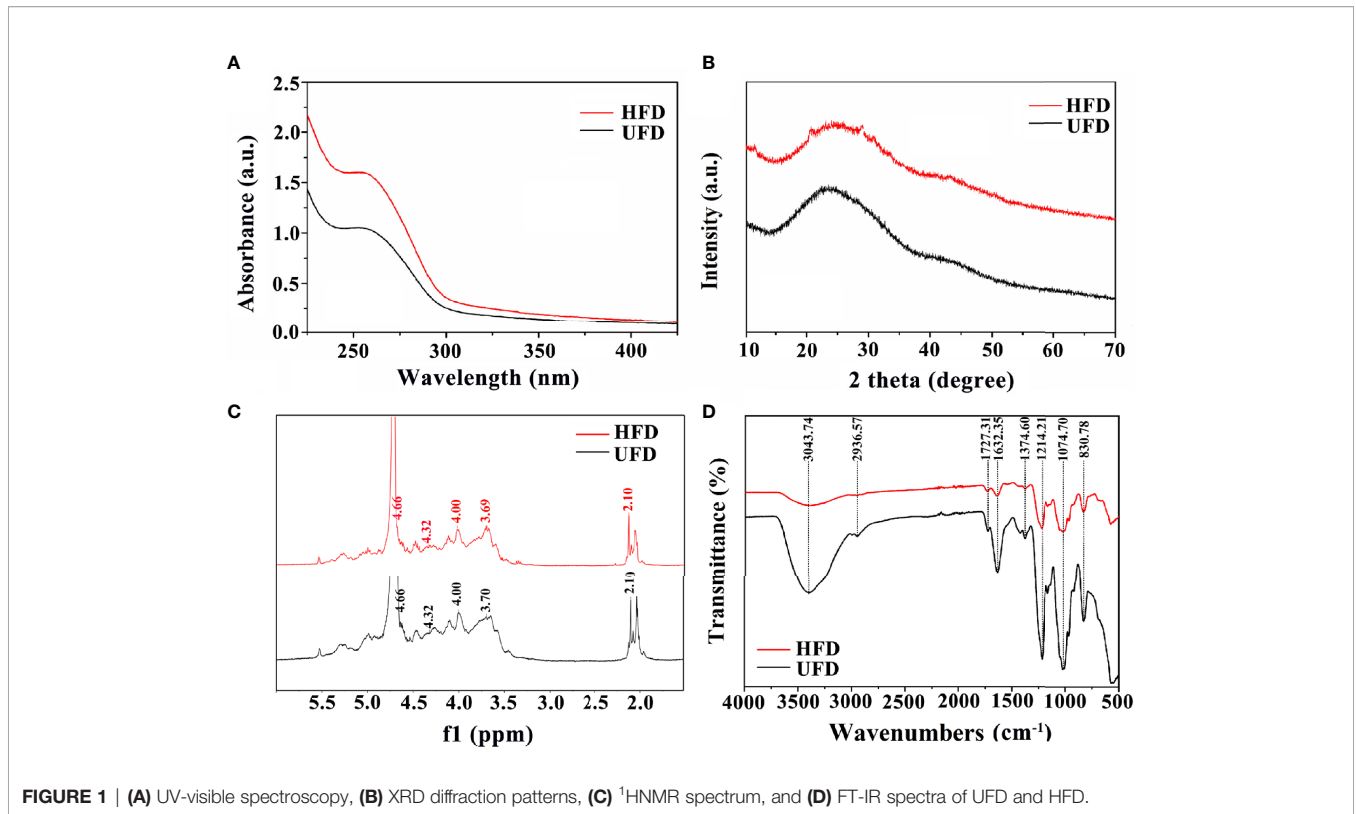 A
Absorbance (a.u.)
2.5
2.0
1.5
1.0
0.5
0.0
HFD
UFD
250 300 350 400
Wavelength (nm)
B
Intensity (a.u.)
HFD
UFD
10 20 30 40 50 60 70
2 theta (degree)
C
HFD
UFD
4.66 4.32 4.00 3.69 2.10
4.66 4.32 4.00 3.70 2.10
5.5 5.0 4.5 4.0 3.5 3.0 2.5 2.0
f1 (ppm)
D
Transmittance (%)
3043.74 2936.57 1727.31 1632.35 1374.60 1214.21 1074.70 830.78
HFD
UFD
4000 3500 3000 2500 2000 1500 1000 500
Wavenumbers (cm⁻¹)
FIGURE 1 | (A) UV-visible spectroscopy, (B) XRD diffraction patterns, (C) ¹HNMR spectrum, and (D) FT-IR spectra of UFD and HFD.